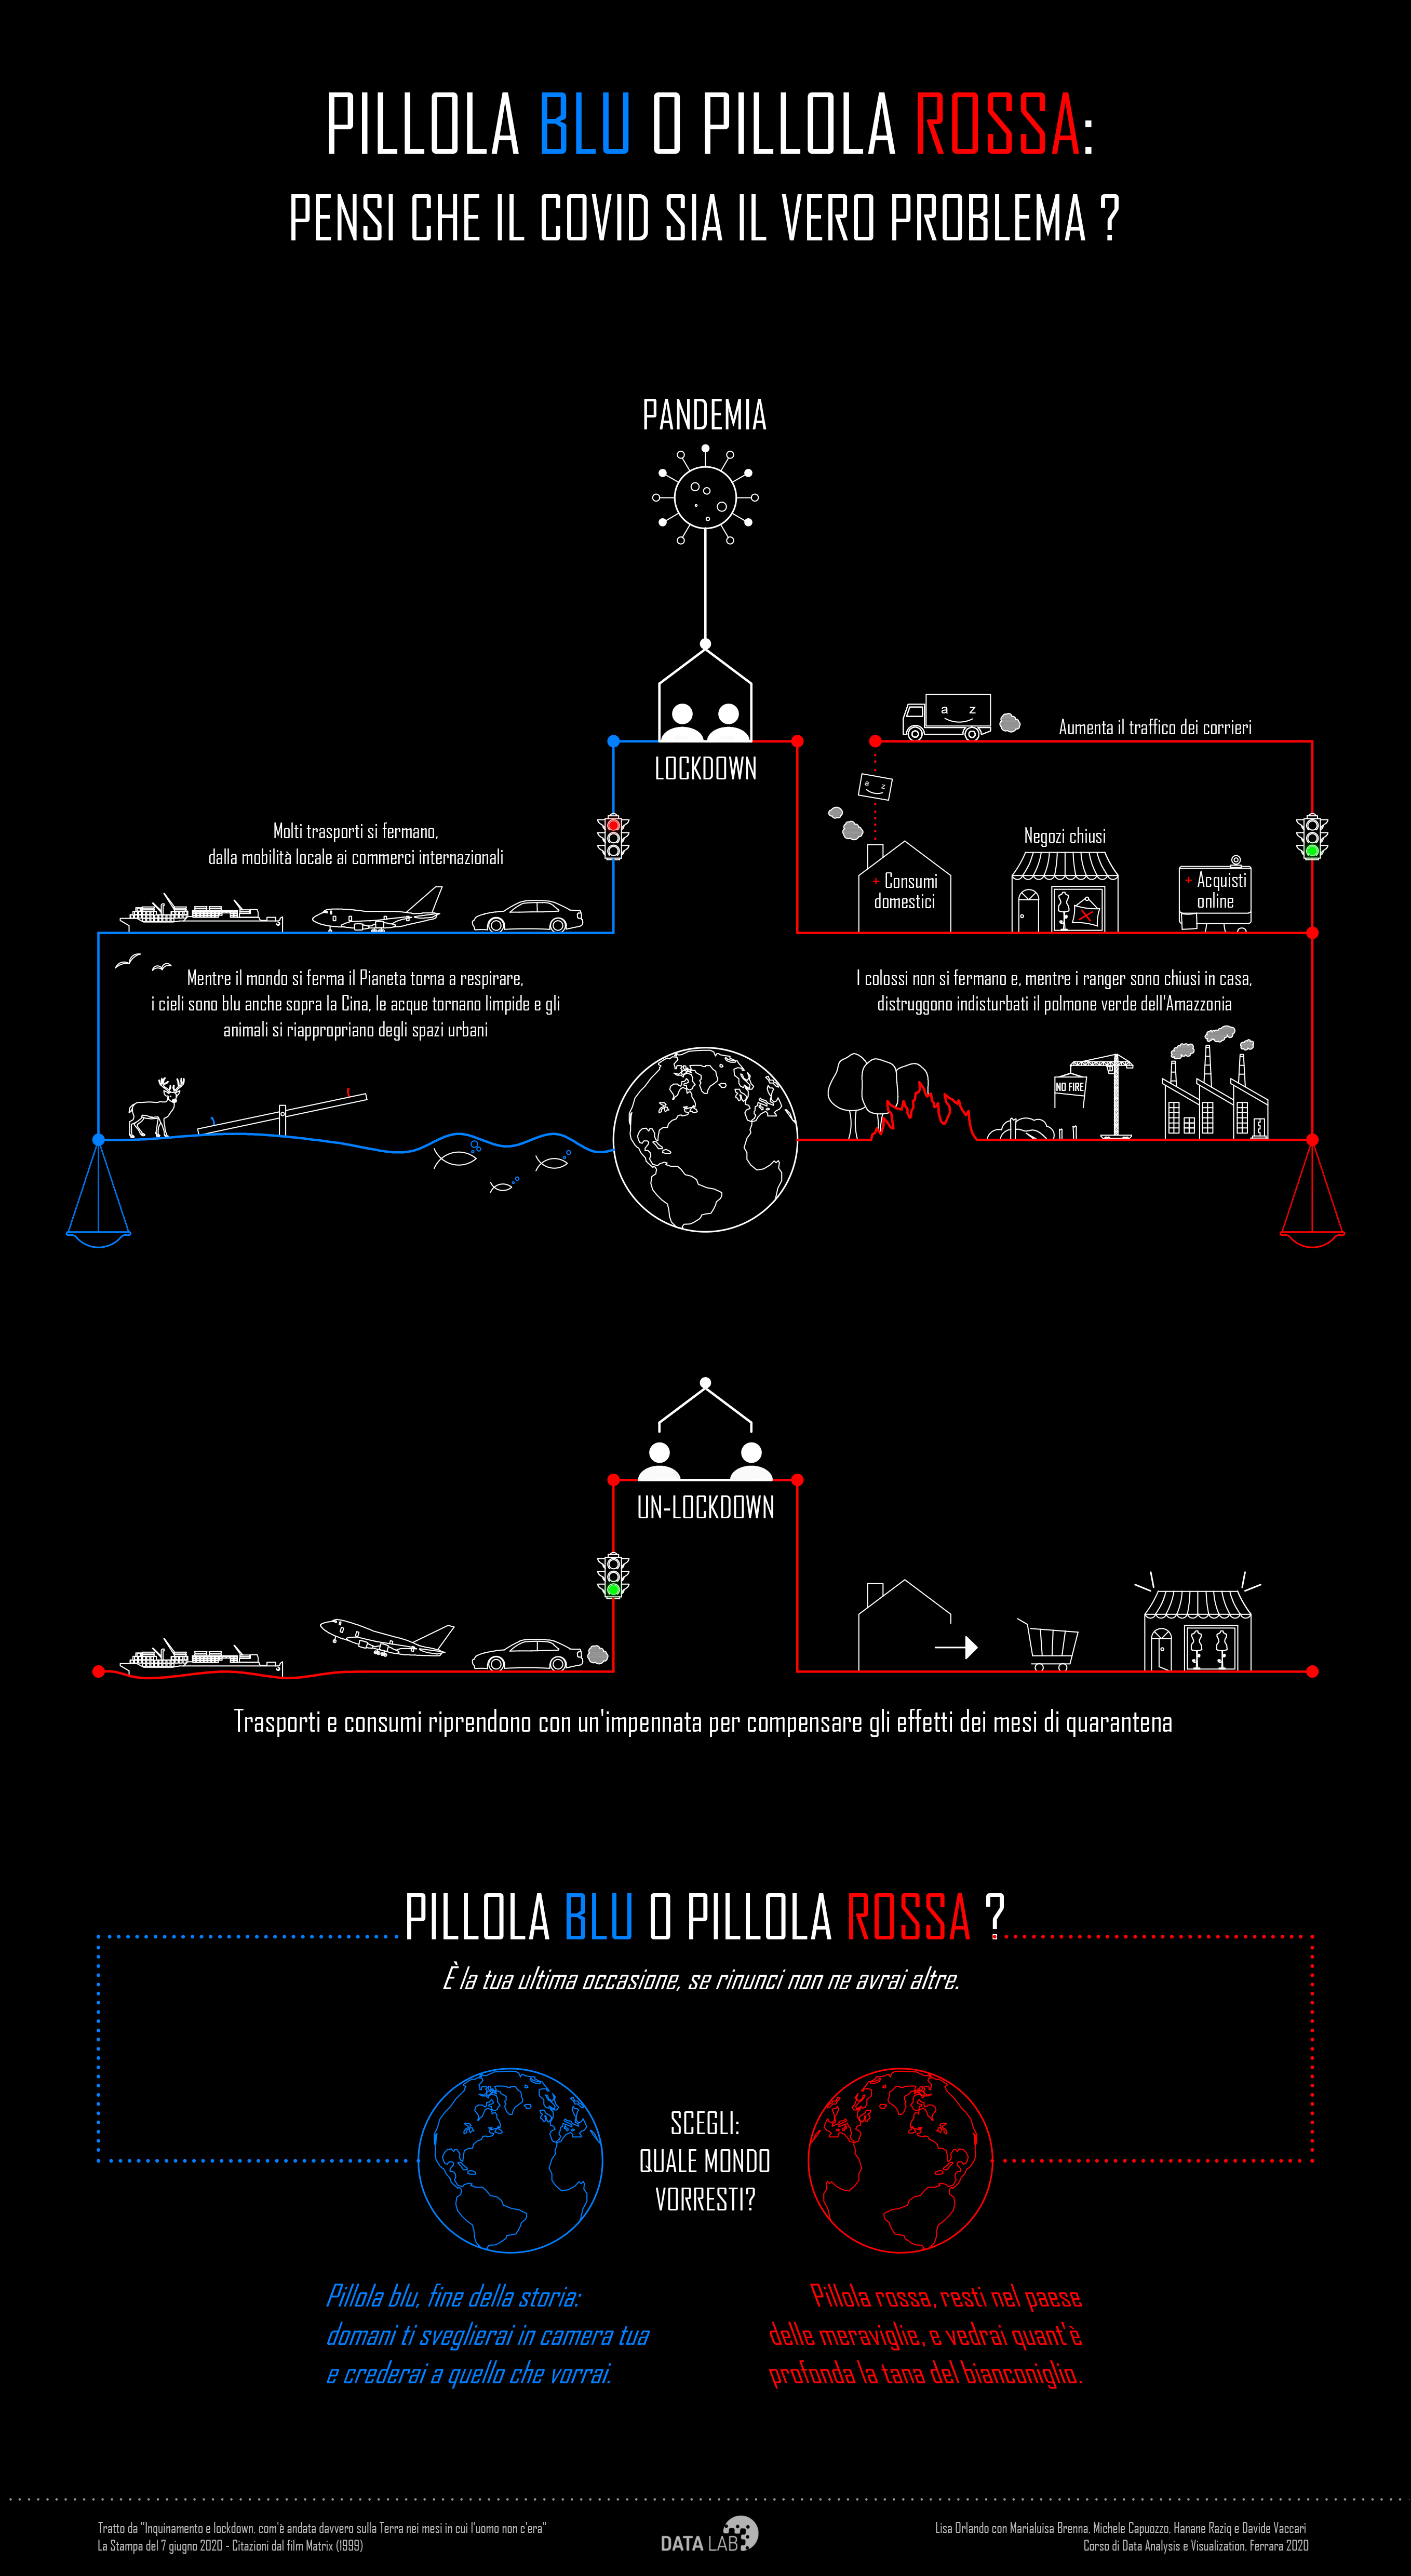 PILLOLA BLU O PILLOLA ROSSA:
PENSI CHE IL COVID SIA IL VERO PROBLEMA ?
PANDEMIA
LOCKDOWN
Molti trasporti si fermano,
dalla mobilità locale ai commerci internazionali
a z
Aumenta il traffico dei corrieri
a z
+ Consumi
domestici
Negozi chiusi
+ Acquisti
online
Mentre il mondo si ferma il Pianeta torna a respirare,
i cieli sono blu anche sopra la Cina, le acque tornano limpide e gli
animali si riappropriano degli spazi urbani
I colossi non si fermano e, mentre i ranger sono chiusi in casa,
distruggono indisturbati il polmone verde dell'Amazzonia
NO FIRE
UN-LOCKDOWN
Trasporti e consumi riprendono con un'impennata per compensare gli effetti dei mesi di quarantena
PILLOLA BLU O PILLOLA ROSSA ?
È la tua ultima occasione, se rinunci non ne avrai altre.
SCEGLI:
QUALE MONDO
VORRESTI?
Pillola blu, fine della storia:
domani ti sveglierai in camera tua
e crederai a quello che vorrai.
Pillola rossa, resti nel paese
delle meraviglie, e vedrai quant'è
profonda la tana del bianconiglio.
Tratto da "Inquinamento e lockdown, com'è andata davvero sulla Terra nei mesi in cui l'uomo non c'era"
La Stampa del 7 giugno 2020 - Citazioni dal film Matrix (1999)
DATA LAB
Lisa Orlando con Marialuisa Brenna, Michele Capuozzo, Hanane Raziq e Davide Vaccari
Corso di Data Analysis e Visualization, Ferrara 2020